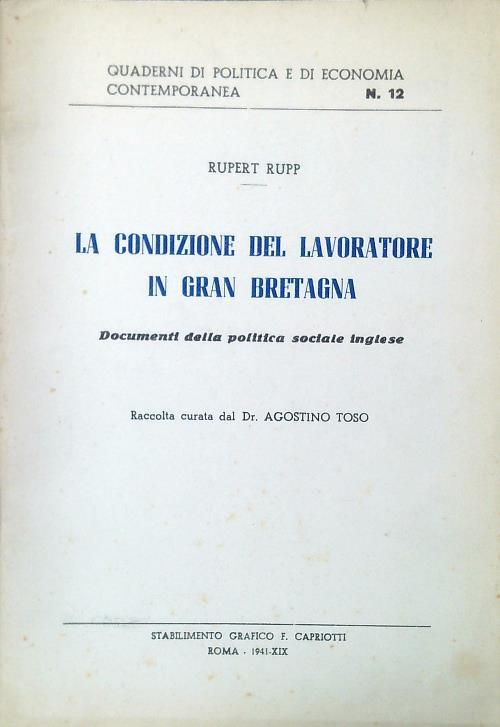 QUADERNI DI POLITICA E DI ECONOMIA
CONTEMPORANEA N. 12
RUPERT RUPP
LA CONDIZIONE DEL LAVORATORE
IN GRAN BRETAGNA
Documenti della politica sociale inglese
Raccolta curata dal Dr. AGOSTINO TOSO
STABILIMENTO GRAFICO F. CAPRIOTTI
ROMA - 1941-XIX